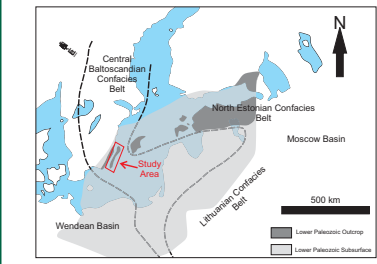 N
Central
Baltoscandian
Confacies
Belt
North Estonian Confacies
Belt
Moscow Basin
Study
Area
Lithuanian Confacies
Belt
500 km
Wendean Basin
Lower Paleozoic Outcrop
Lower Paleozoic Subsurface